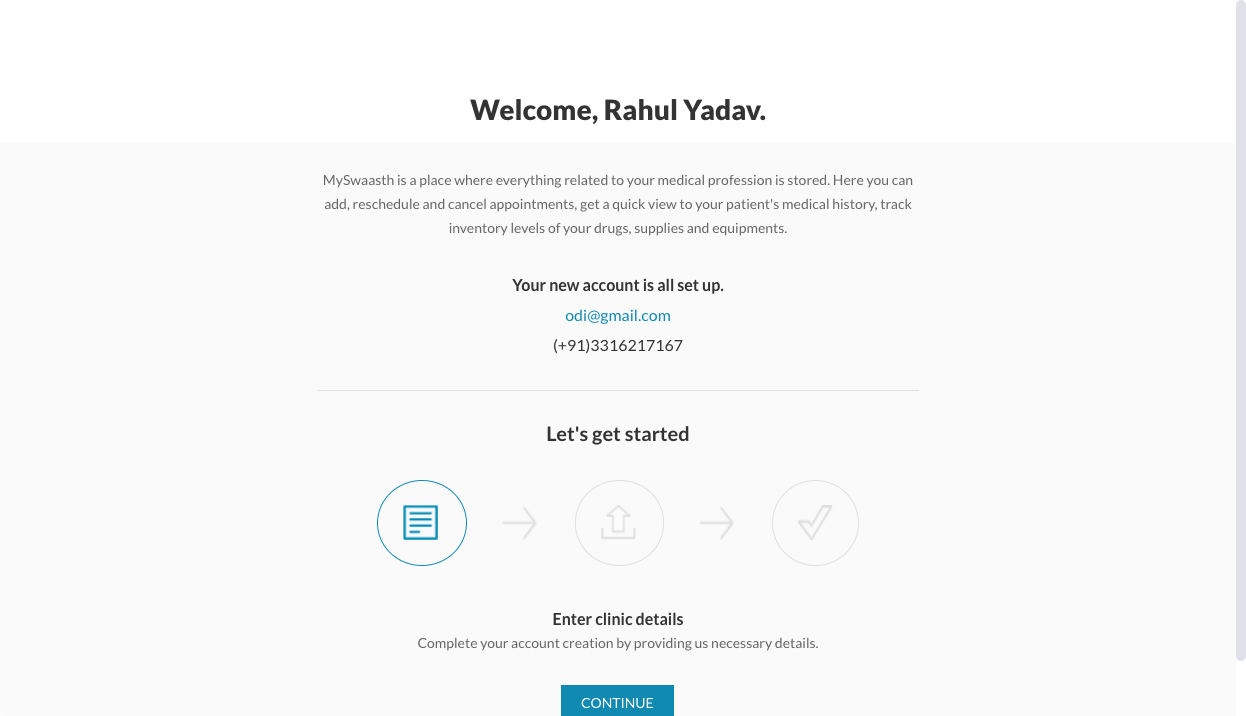 Welcome, Rahul Yadav.
MySwaasth is a place where everything related to your medical profession is stored. Here you can
add, reschedule and cancel appointments, get a quick view to your patient's medical history, track
inventory levels of your drugs, supplies and equipments.
Your new account is all set up.
odi@gmail.com
(+91)3316217167
Let's get started
Enter clinic details
Complete your account creation by providing us necessary details.
CONTINUE